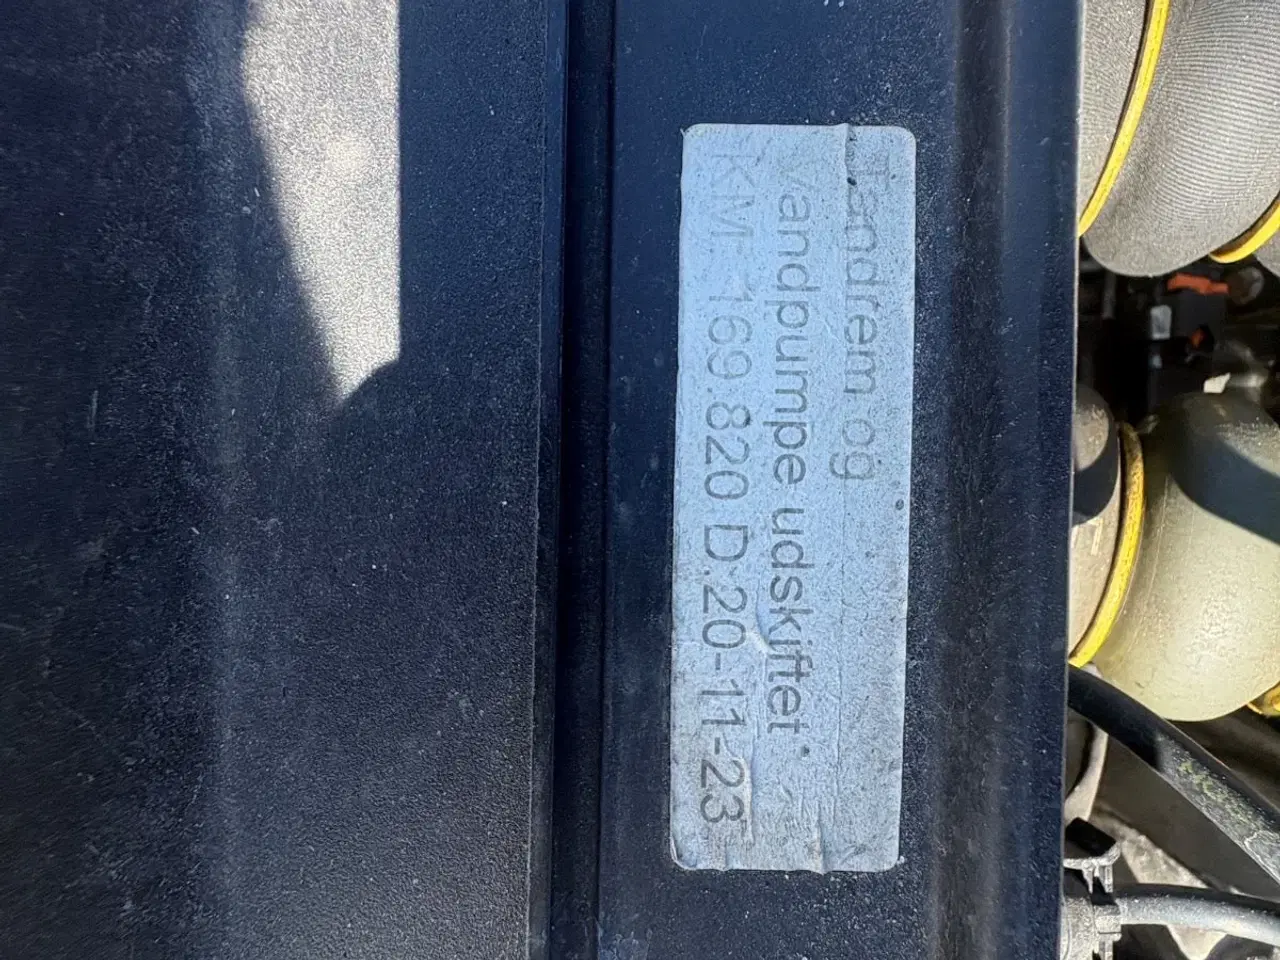 Tandrem og
Vandpumpe udskiftet
KM 169.820 D.20-11-23